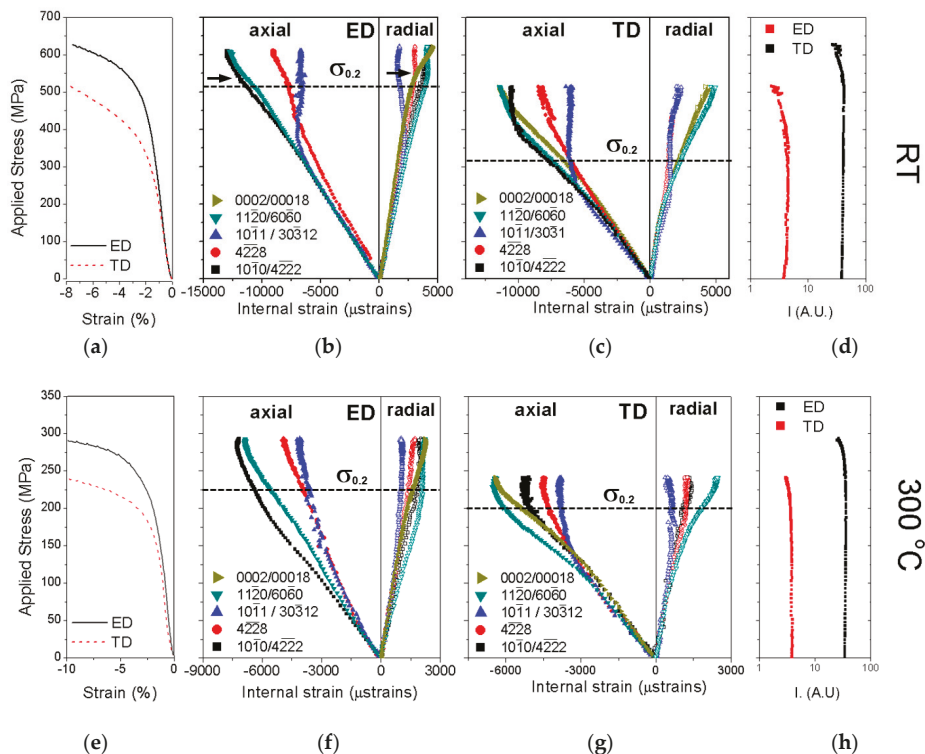 axial ED radial
σ0.2
0002/00018
112̄0/606̄0
101̄1 / 303̄12
42̄2̄8
101̄0/42̄2̄2
axial TD radial
σ0.2
0002/00018
112̄0/606̄0
101̄1/303̄1
42̄2̄8
101̄0/42̄2̄2
ED
TD
RT
Applied Stress (MPa)
700
600
500
400
300
200
100
0
ED
TD
-8 -6 -4 -2 0
Strain (%)
-15000 -10000 -5000 0 5000
Internal strain (μstrains)
-10000 -5000 0 5000
Internal strain (μstrains)
1 10 100
I (A.U.)
(a) (b) (c) (d)
axial ED radial
σ0.2
0002/00018
112̄0/606̄0
101̄1 / 303̄12
42̄2̄8
101̄0/42̄2̄2
axial TD radial
σ0.2
0002/00018
112̄0/606̄0
101̄1 / 303̄12
42̄2̄8
101̄0/42̄2̄2
ED
TD
300 °C
Applied Stress (MPa)
350
300
250
200
150
100
50
0
ED
TD
-10 -5 0
Strain (%)
-9000 -6000 -3000 0 3000
Internal strain (μstrains)
-6000 -3000 0 3000
Internal strain (μstrains)
1 10 100
I. (A.U)
(e) (f) (g) (h)